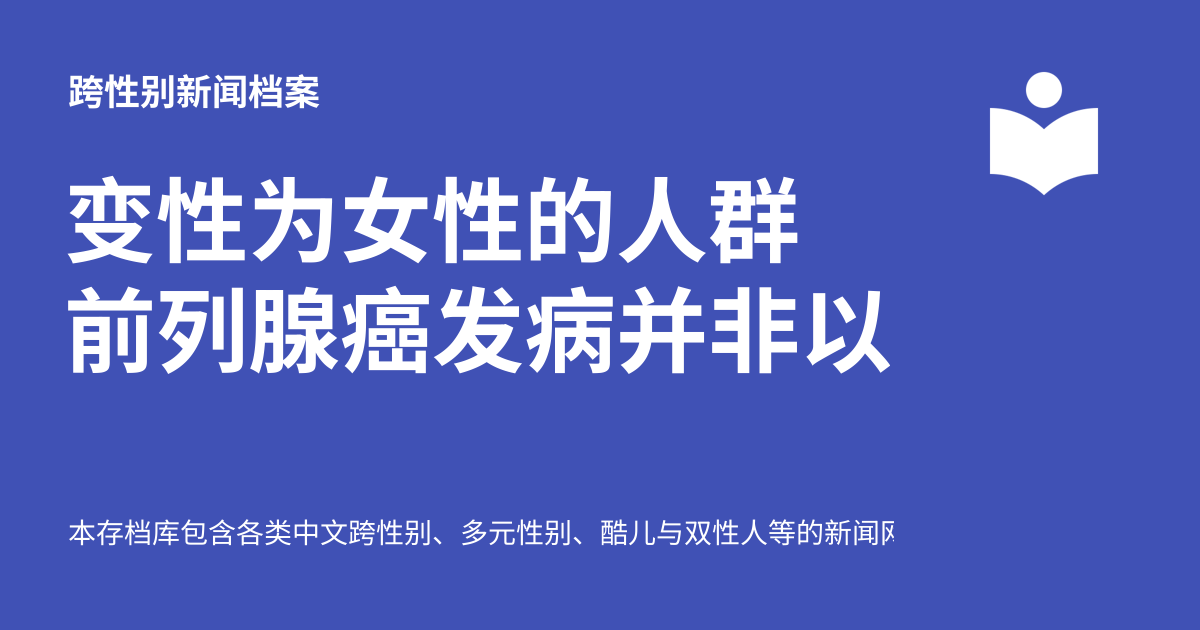 跨性别新闻档案
变性为女性的人群
前列腺癌发病并非以
本存档库包含各类中文跨性别、多元性别、酷儿与双性人等的新闻